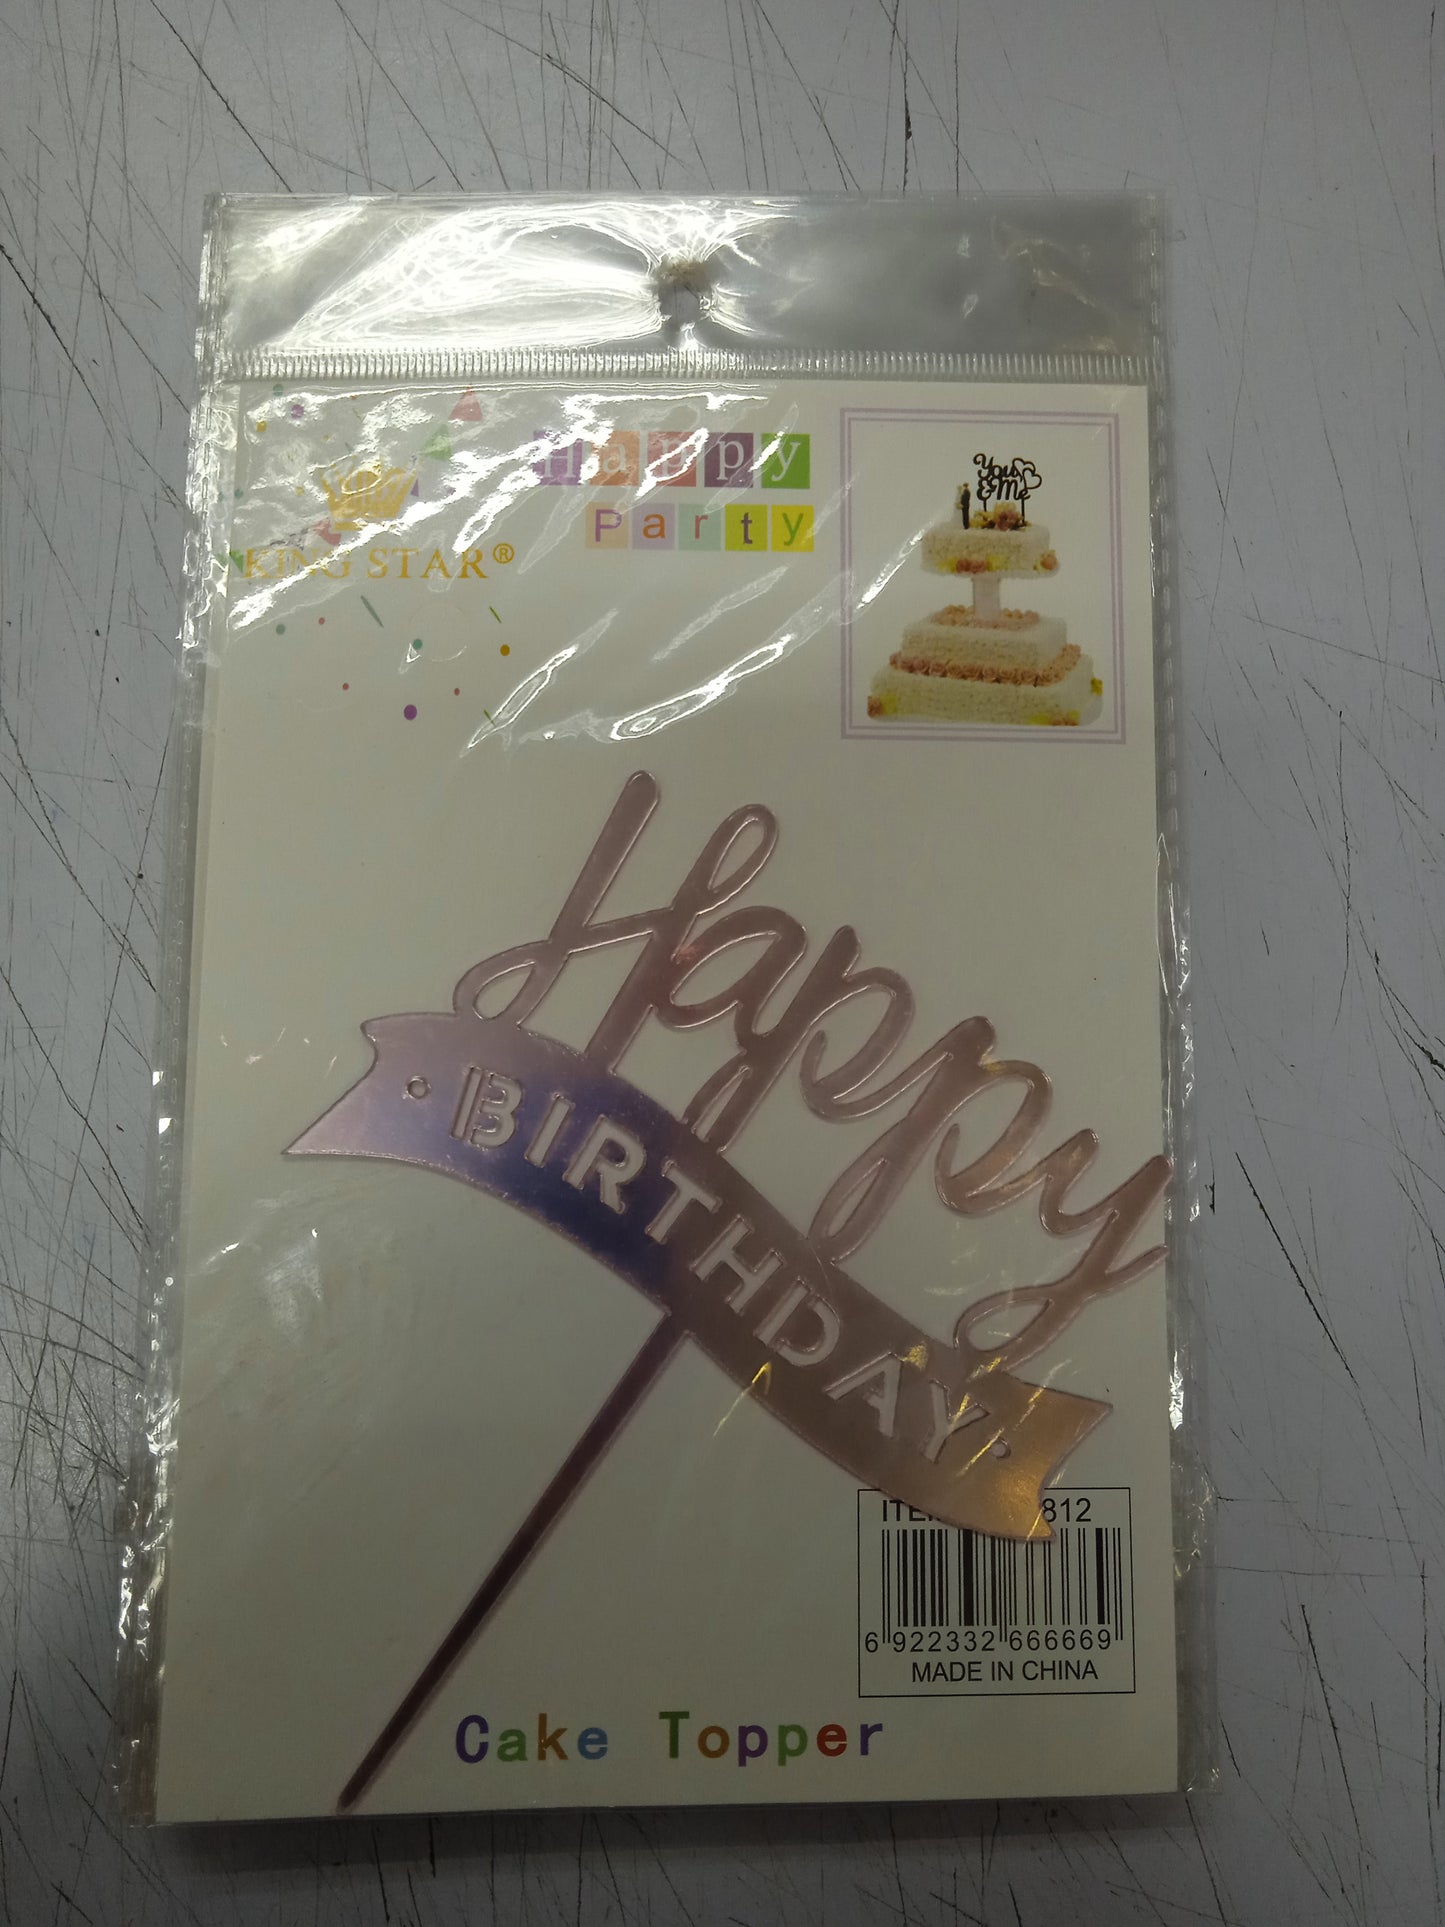 Happy
Party
KING STAR®
You
& Me
Happy
BIRTHDAY
812
6 922332 666669
MADE IN CHINA
Cake Topper